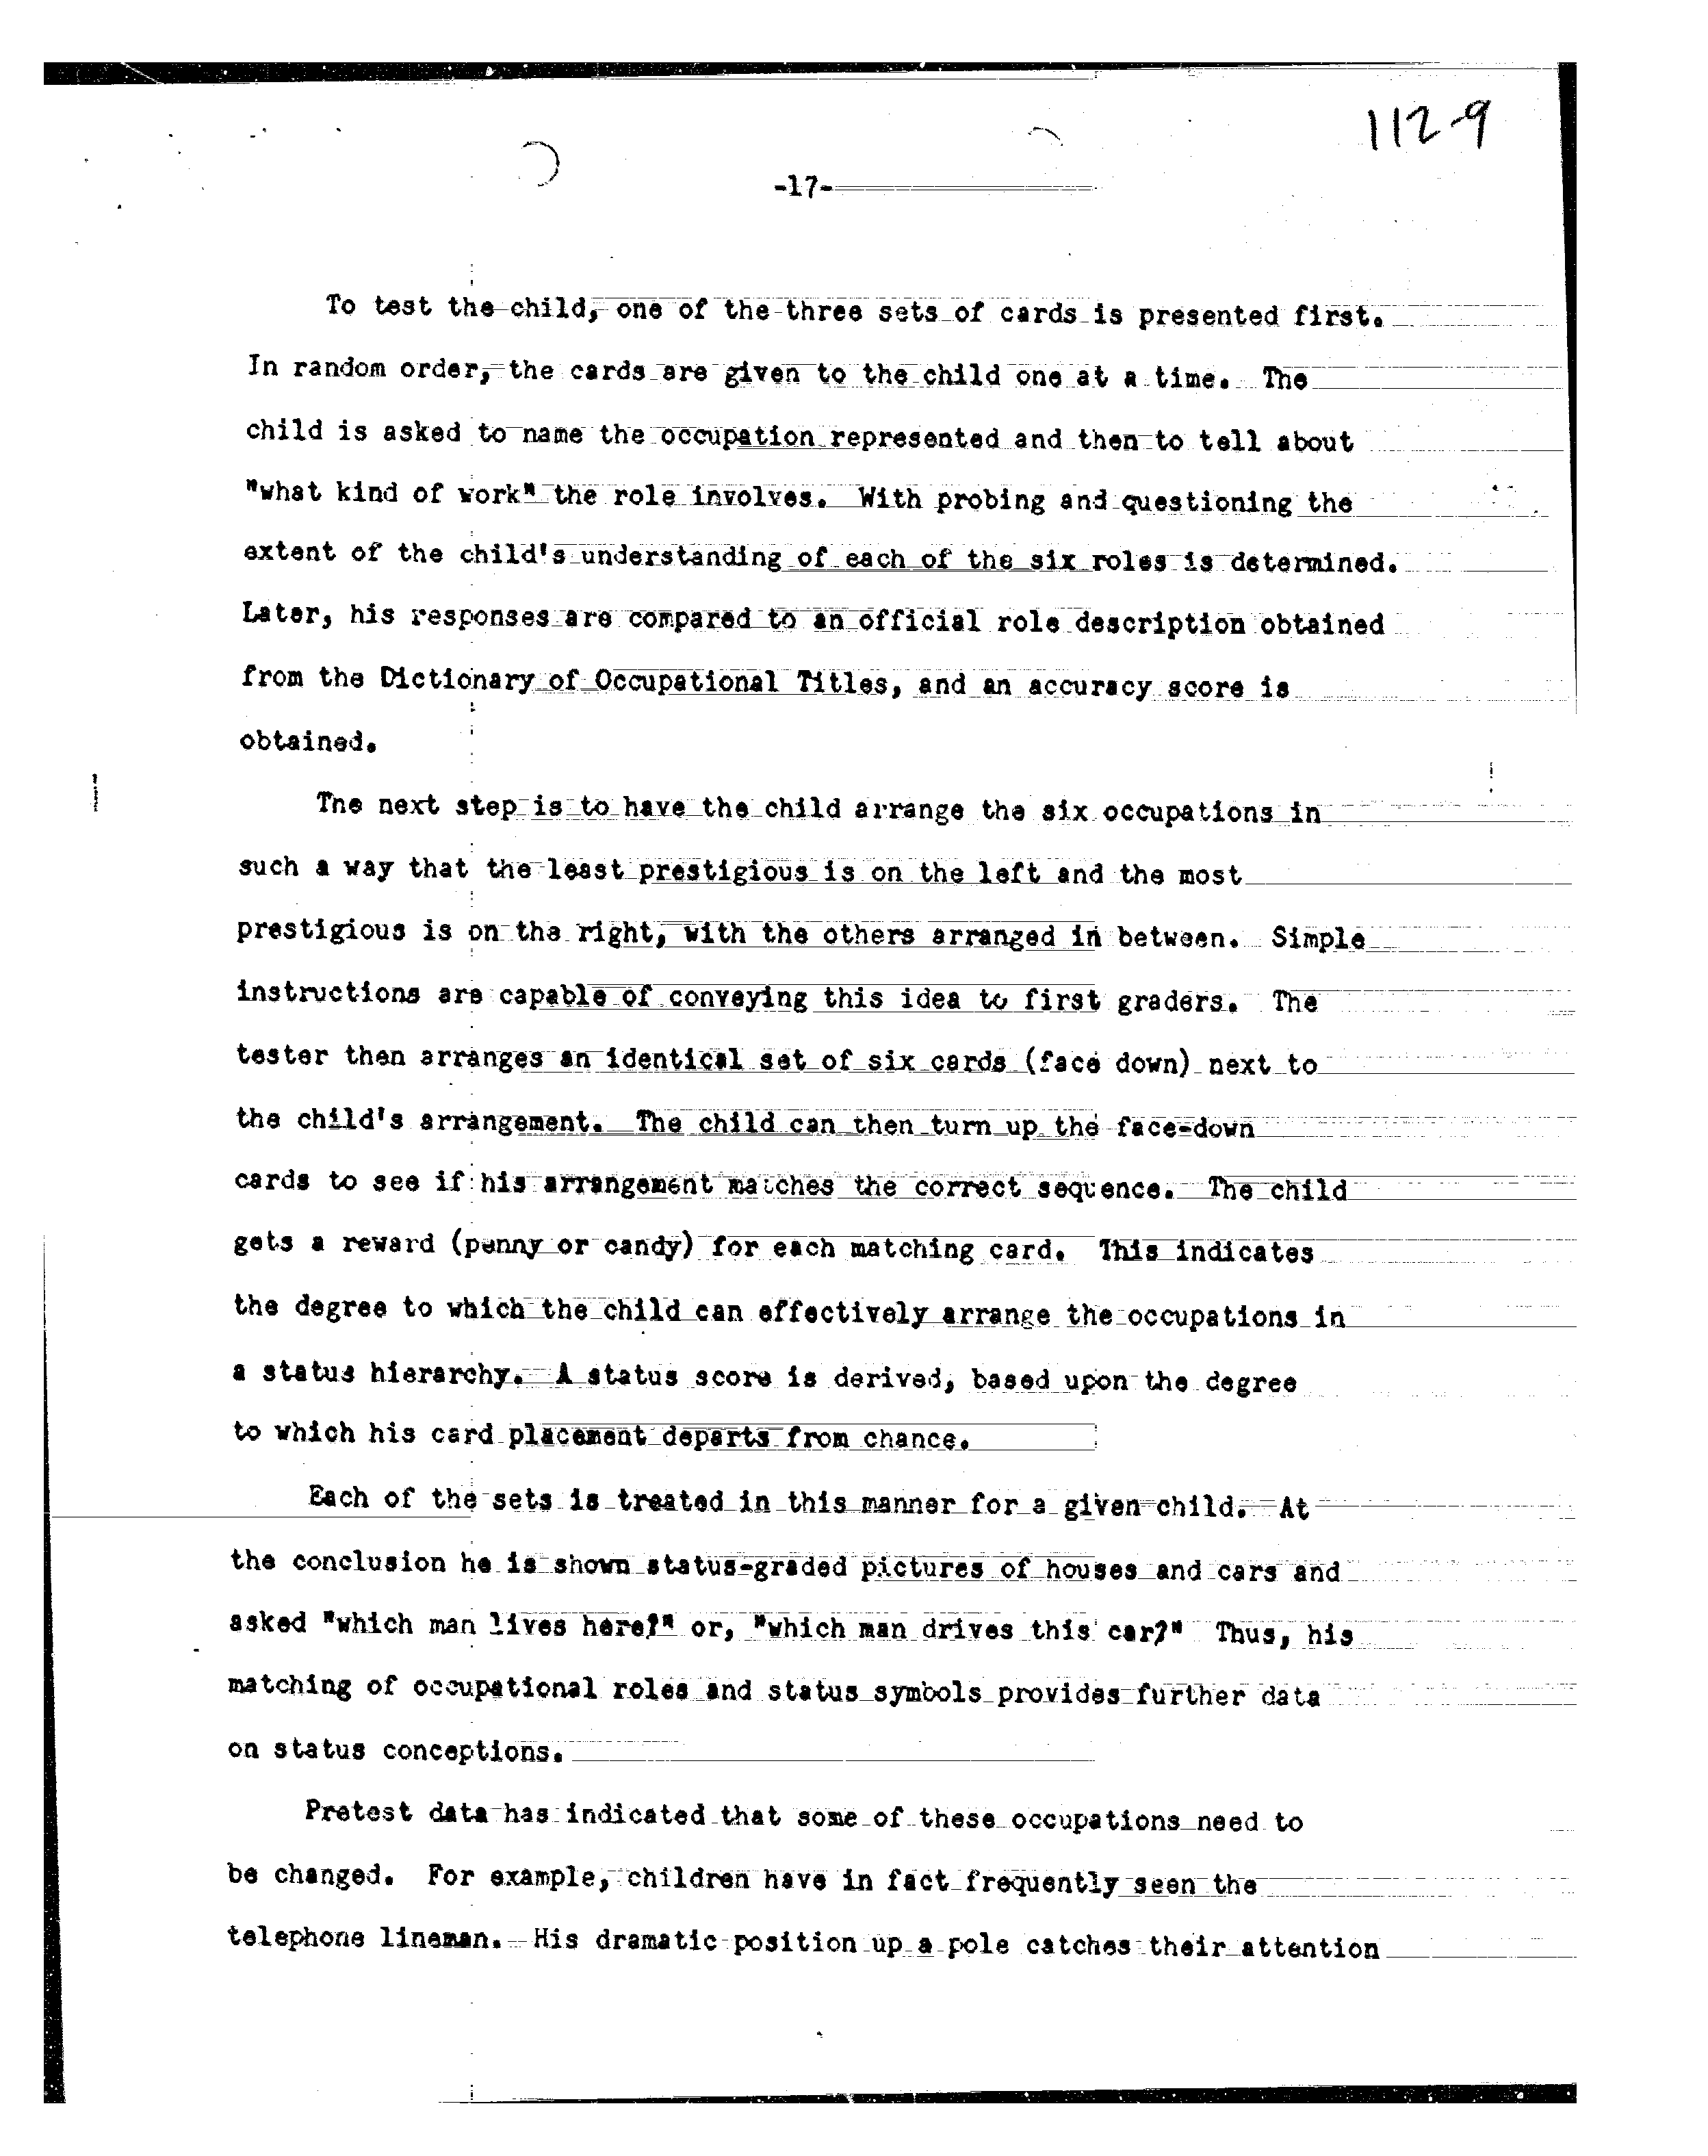 112-9
-17-
To test the child, one of the three sets of cards is presented first.
In random order, the cards are given to the child one at a time. The
child is asked to name the occupation represented and then to tell about
"what kind of work" the role involves. With probing and questioning the
extent of the child's understanding of each of the six roles is determined.
Later, his responses are compared to an official role description obtained
from the Dictionary of Occupational Titles, and an accuracy score is
obtained.
The next step is to have the child arrange the six occupations in
such a way that the least prestigious is on the left and the most
prestigious is on the right, with the others arranged in between. Simple
instructions are capable of conveying this idea to first graders. The
tester then arranges an identical set of six cards (face down) next to
the child's arrangement. The child can then turn up the face-down
cards to see if his arrangement matches the correct sequence. The child
gets a reward (penny or candy) for each matching card. This indicates
the degree to which the child can effectively arrange the occupations in
a status hierarchy. A status score is derived, based upon the degree
to which his card placement departs from chance.
Each of the sets is treated in this manner for a given child. At
the conclusion he is shown status-graded pictures of houses and cars and
asked "which man lives here?" or, "which man drives this car?" Thus, his
matching of occupational roles and status symbols provides further data
on status conceptions.
Pretest data has indicated that some of these occupations need to
be changed. For example, children have in fact frequently seen the
telephone lineman. His dramatic position up a pole catches their attention